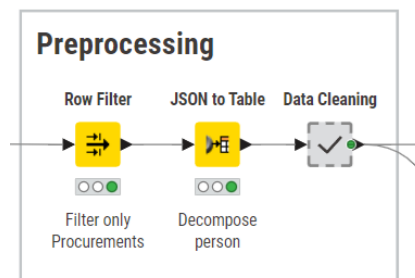 Preprocessing
Row Filter
JSON to Table
Data Cleaning
Filter only
Procurements
Decompose
person